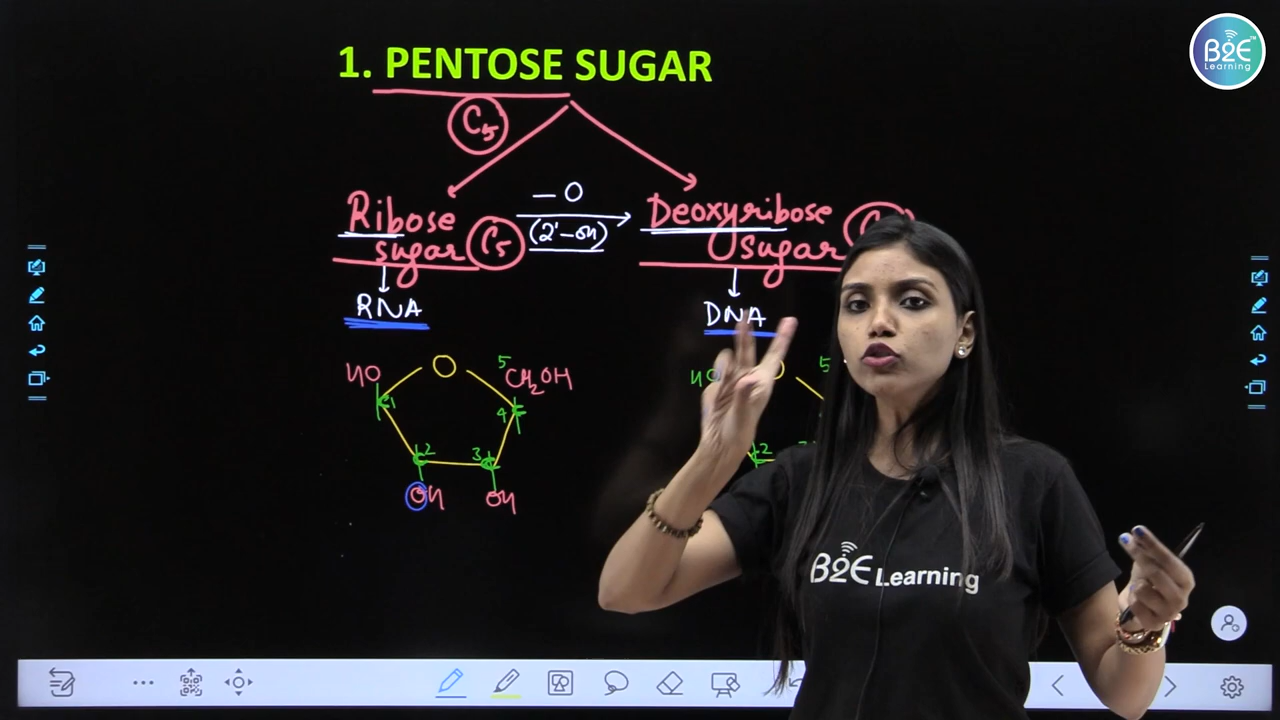 B2E
Learning
1. PENTOSE SUGAR
C5
Ribose
sugar C5
- O
(2' - OH)
Deoxyribose
sugar
RNA
DNA
HO
O
5
CH2OH
1
4
2
3
OH
OH
HO
5
2
B2E Learning